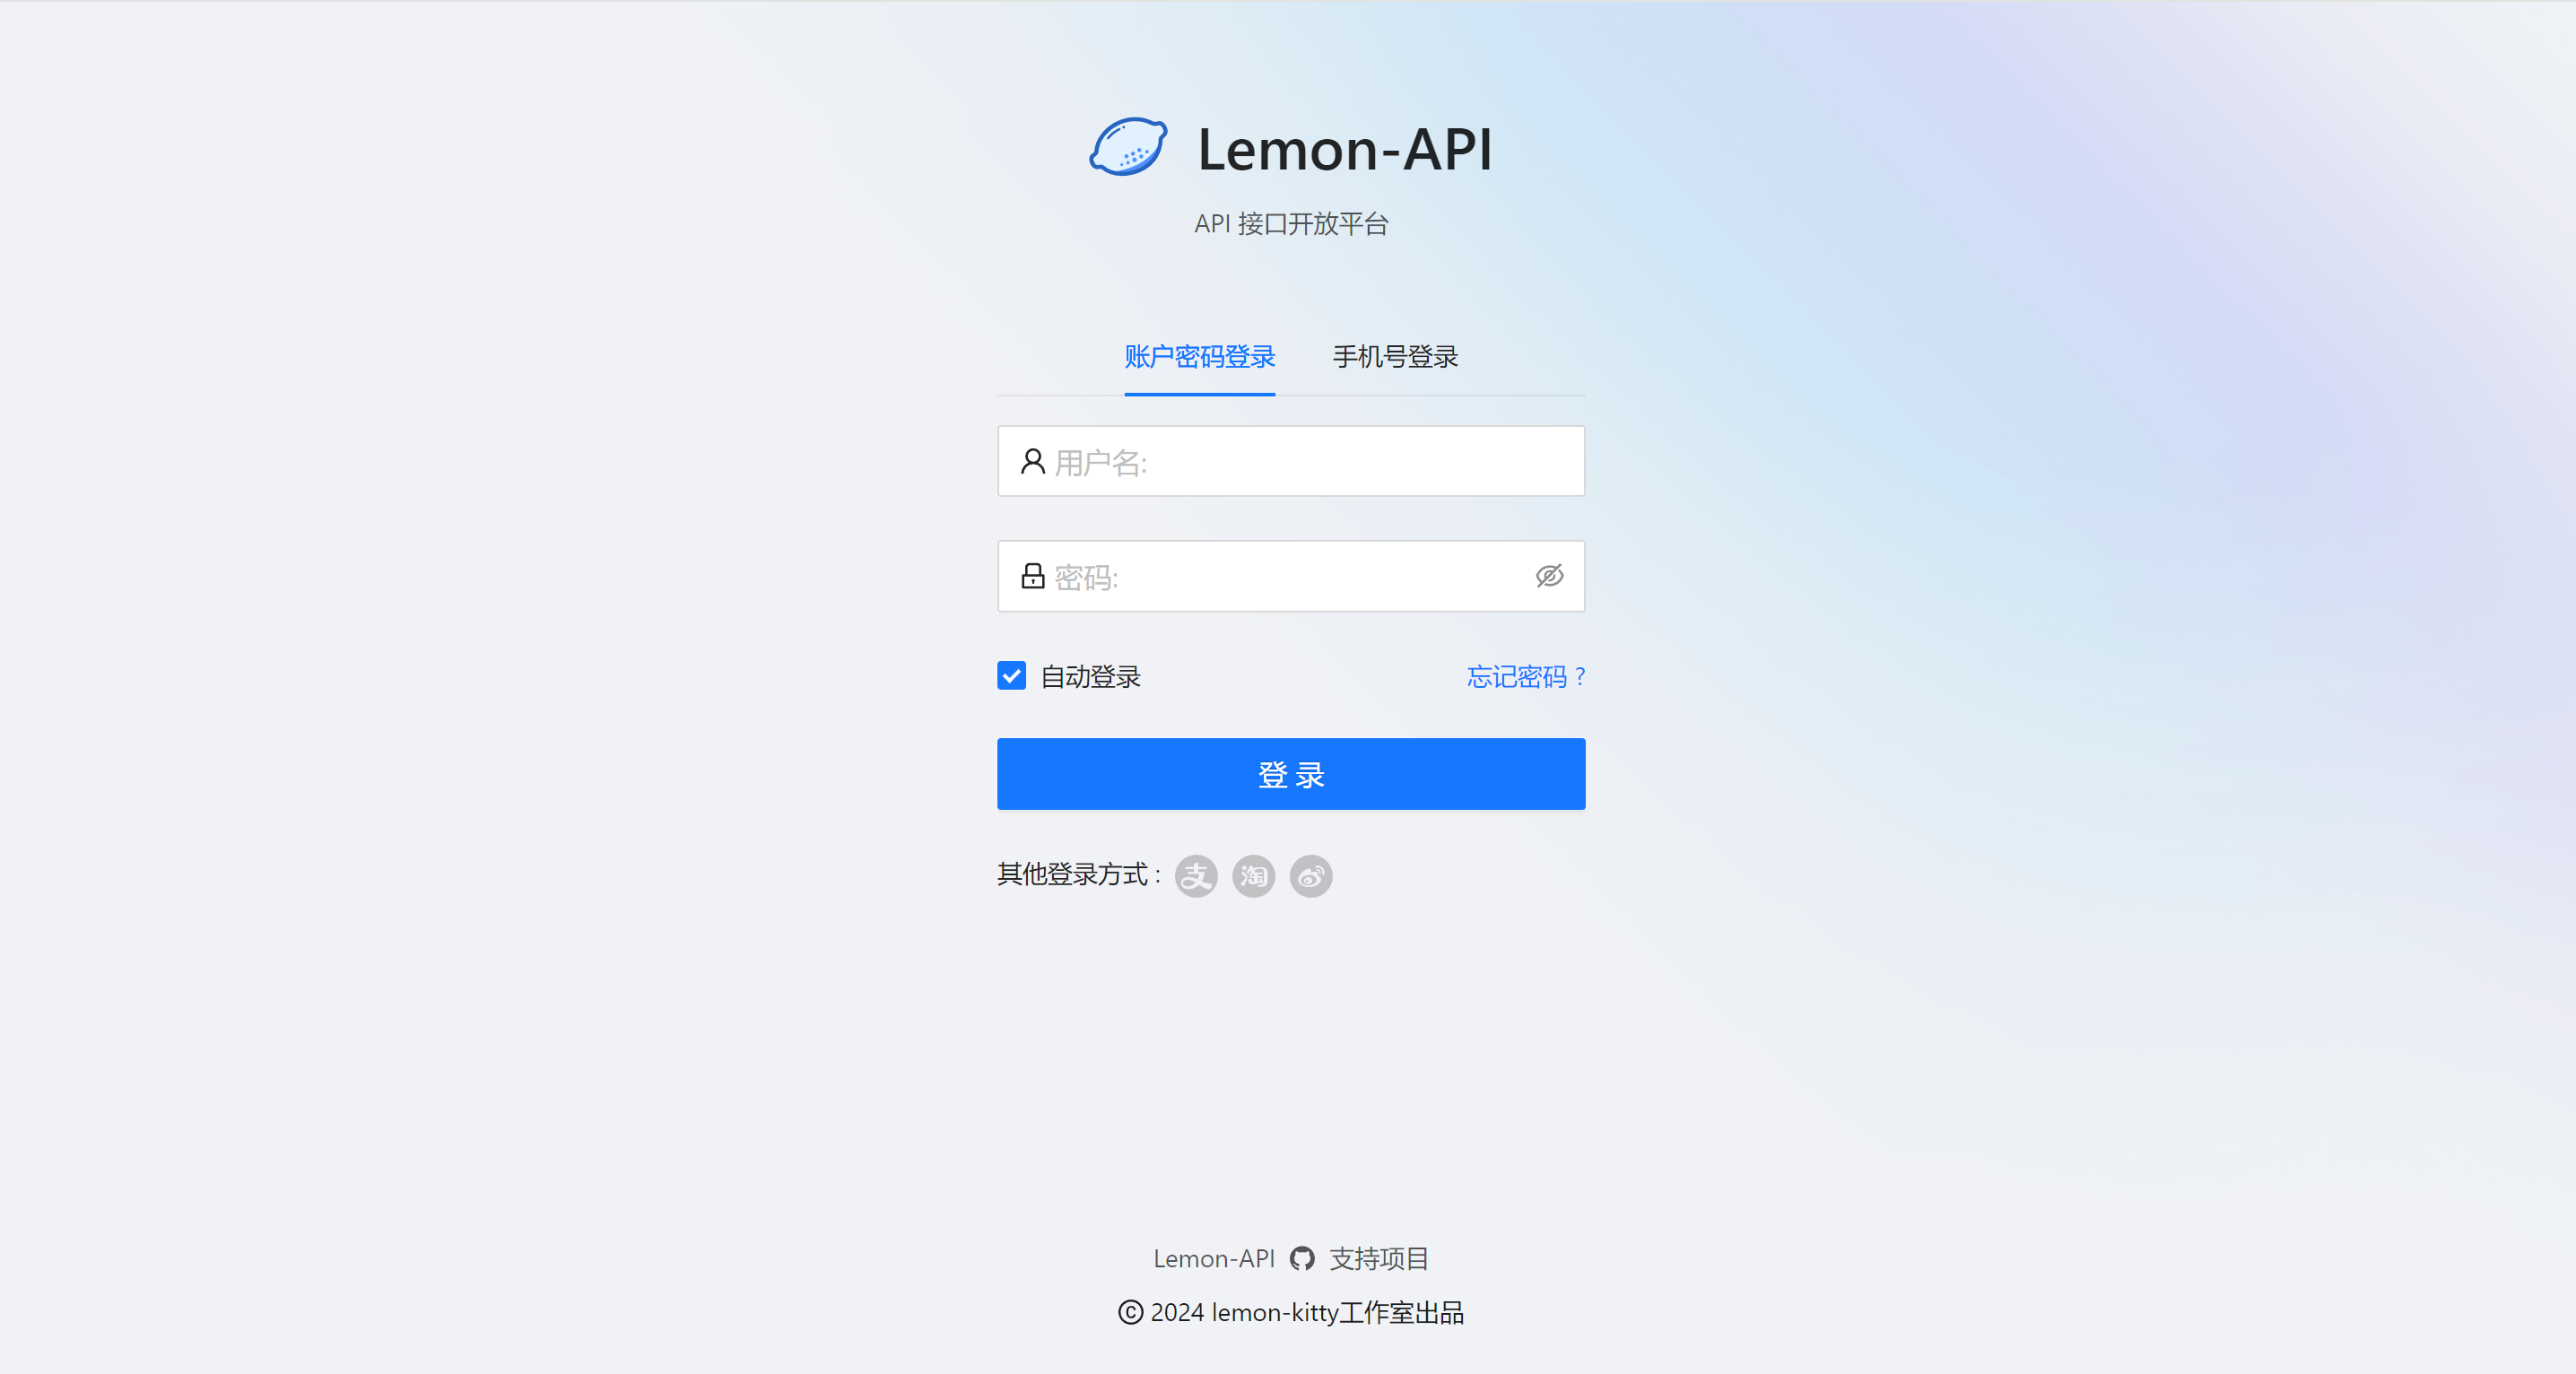 Lemon-API
API 接口开放平台
账户密码登录 手机号登录
用户名:
密码:
自动登录 忘记密码 ?
登 录
其他登录方式 : 支 淘
Lemon-API 支持项目
© 2024 lemon-kitty工作室出品